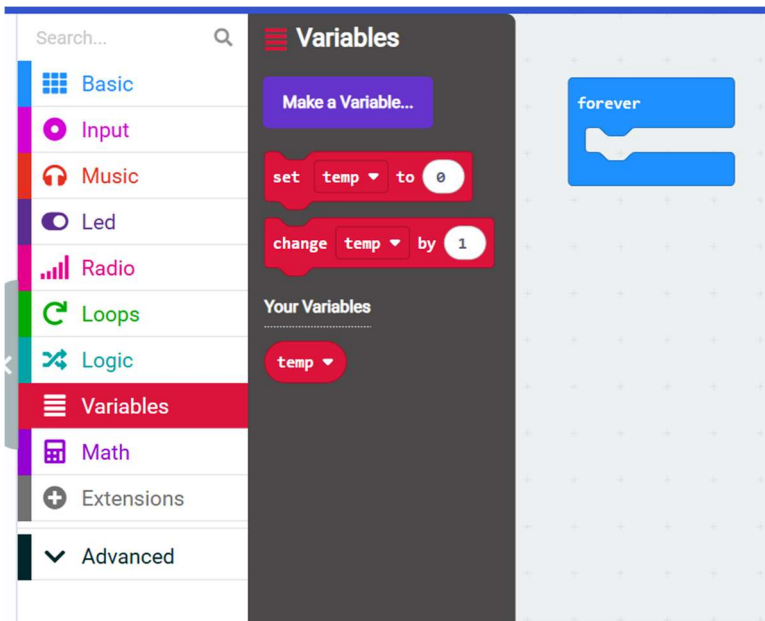 Search...
Basic
Input
Music
Led
Radio
Loops
Logic
Variables
Math
Extensions
Advanced
Variables
Make a Variable...
set temp to 0
change temp by 1
Your Variables
temp
forever